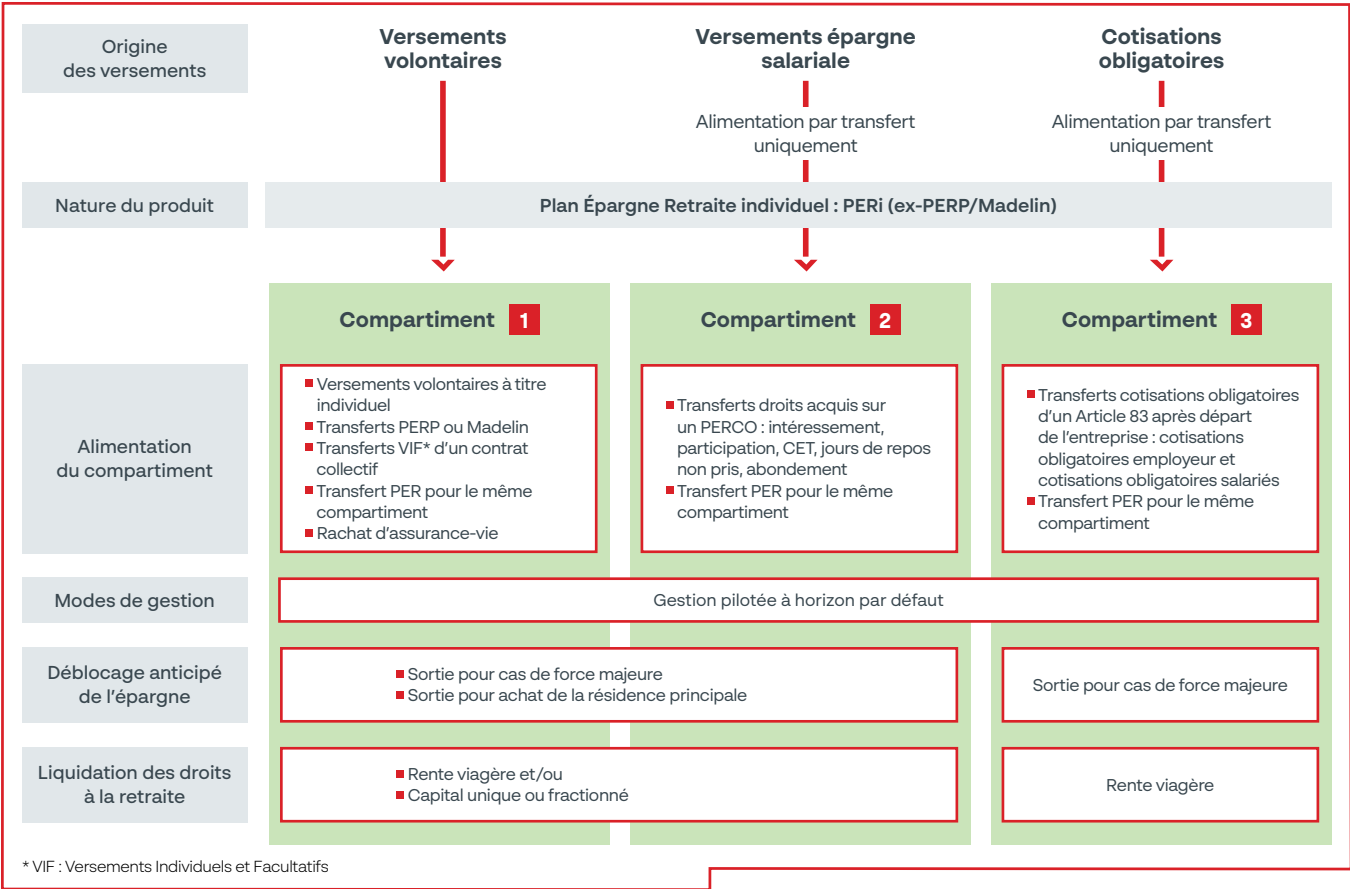 Origine
des versements
Versements
volontaires
Versements épargne
salariale
Cotisations
obligatoires
Alimentation par transfert
uniquement
Alimentation par transfert
uniquement
Nature du produit
Plan Épargne Retraite individuel : PERi (ex-PERP/Madelin)
Compartiment 1
Compartiment 2
Compartiment 3
Alimentation
du compartiment
Versements volontaires à titre
individuel
Transferts PERP ou Madelin
Transferts VIF* d'un contrat
collectif
Transfert PER pour le même
compartiment
Rachat d'assurance-vie
Transferts droits acquis sur
un PERCO : intéressement,
participation, CET, jours de repos
non pris, abondement
Transfert PER pour le même
compartiment
Transferts cotisations obligatoires
d'un Article 83 après départ
de l'entreprise : cotisations
obligatoires employeur et
cotisations obligatoires salariés
Transfert PER pour le même
compartiment
Modes de gestion
Gestion pilotée à horizon par défaut
Déblocage anticipé
de l'épargne
Sortie pour cas de force majeure
Sortie pour achat de la résidence principale
Sortie pour cas de force majeure
Liquidation des droits
à la retraite
Rente viagère et/ou
Capital unique ou fractionné
Rente viagère
* VIF : Versements Individuels et Facultatifs